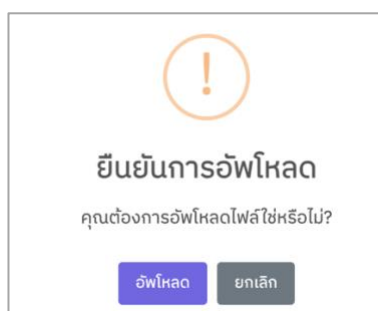 ยืนยันการอัพโหลด
คุณต้องการอัพโหลดไฟล์ใช่หรือไม่?
อัพโหลด ยกเลิก